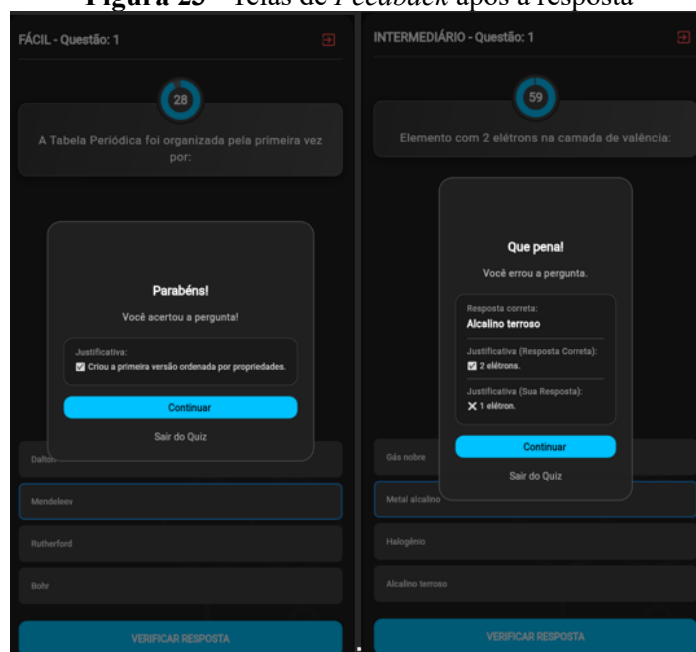 Figura 25 - Telas de Feedback após a resposta
FÁCIL - Questão: 1
28
A Tabela Periódica foi organizada pela primeira vez
por:
Parabéns!
Você acertou a pergunta!
Justificativa:
☑ Criou a primeira versão ordenada por propriedades.
Continuar
Sair do Quiz
Dalton
Mendeleev
Rutherford
Bohr
VERIFICAR RESPOSTA
INTERMEDIÁRIO - Questão: 1
59
Elemento com 2 elétrons na camada de valência:
Que pena!
Você errou a pergunta.
Resposta correta:
Alcalino terroso
Justificativa (Resposta Correta):
☑ 2 elétrons.
Justificativa (Sua Resposta):
✕ 1 elétron.
Continuar
Sair do Quiz
Gás nobre
Metal alcalino
Halogênio
Alcalino terroso
VERIFICAR RESPOSTA